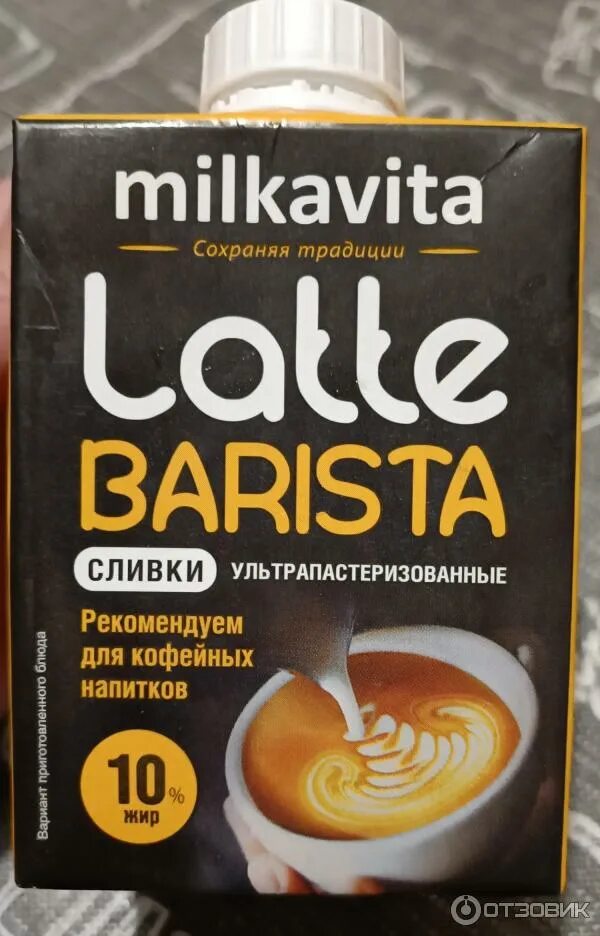 milkavita
Сохраняя традиции
Latte
BARISTA
СЛИВКИ УЛЬТРАПАСТЕРИЗОВАННЫЕ
Рекомендуем
для кофейных
напитков
10%
жир
Вариант приготовленного блюда
ОТЗОВИК